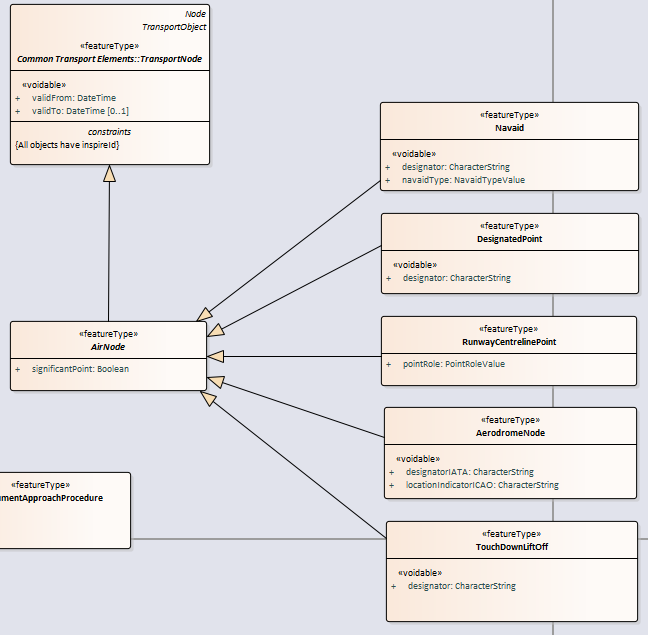 Node
TransportObject
«featureType»
Common Transport Elements::TransportNode
«voidable»
+ validFrom: DateTime
+ validTo: DateTime [0..1]
constraints
{All objects have inspireId}
«featureType»
Navaid
«voidable»
+ designator: CharacterString
+ navaidType: NavaidTypeValue
«featureType»
DesignatedPoint
«voidable»
+ designator: CharacterString
«featureType»
AirNode
+ significantPoint: Boolean
«featureType»
RunwayCentrelinePoint
+ pointRole: PointRoleValue
«featureType»
AerodromeNode
«voidable»
+ designatorIATA: CharacterString
+ locationIndicatorICAO: CharacterString
«featureType»
umentApproachProcedure
«featureType»
TouchDownLiftOff
«voidable»
+ designator: CharacterString